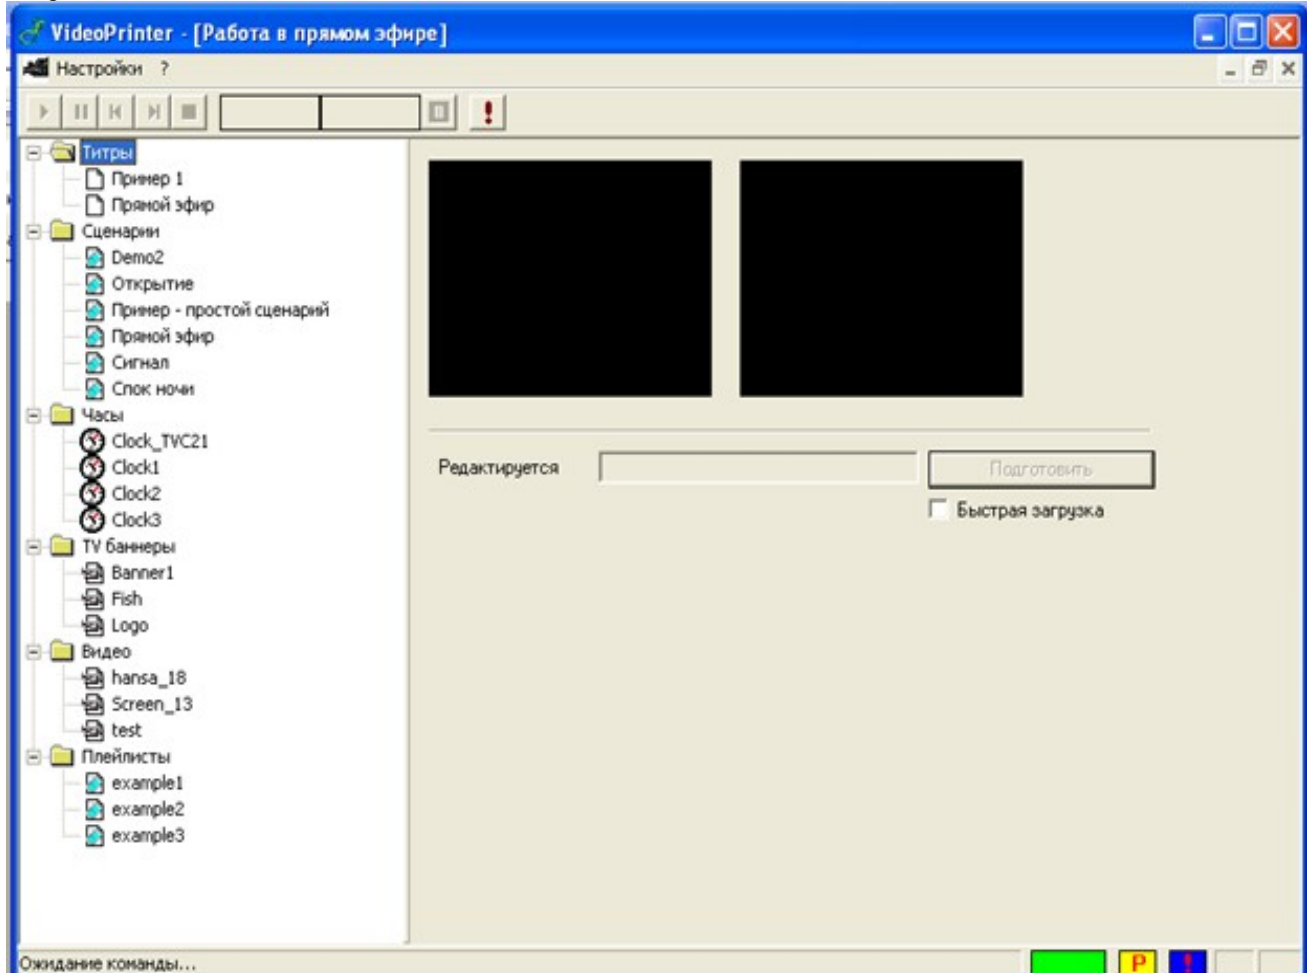 VideoPrinter - [Работа в прямом эфире]
Настройки ?
Титры
Пример 1
Прямой эфир
Сценарии
Demo2
Открытие
Пример - простой сценарий
Прямой эфир
Сигнал
Спок ночи
Часы
Clock_TVC21
Clock1
Clock2
Clock3
TV баннеры
Banner1
Fish
Logo
Видео
hansa_18
Screen_13
test
Плейлисты
example1
example2
example3
Редактируется
Подготовить
Быстрая загрузка
Ожидание команды...
P !